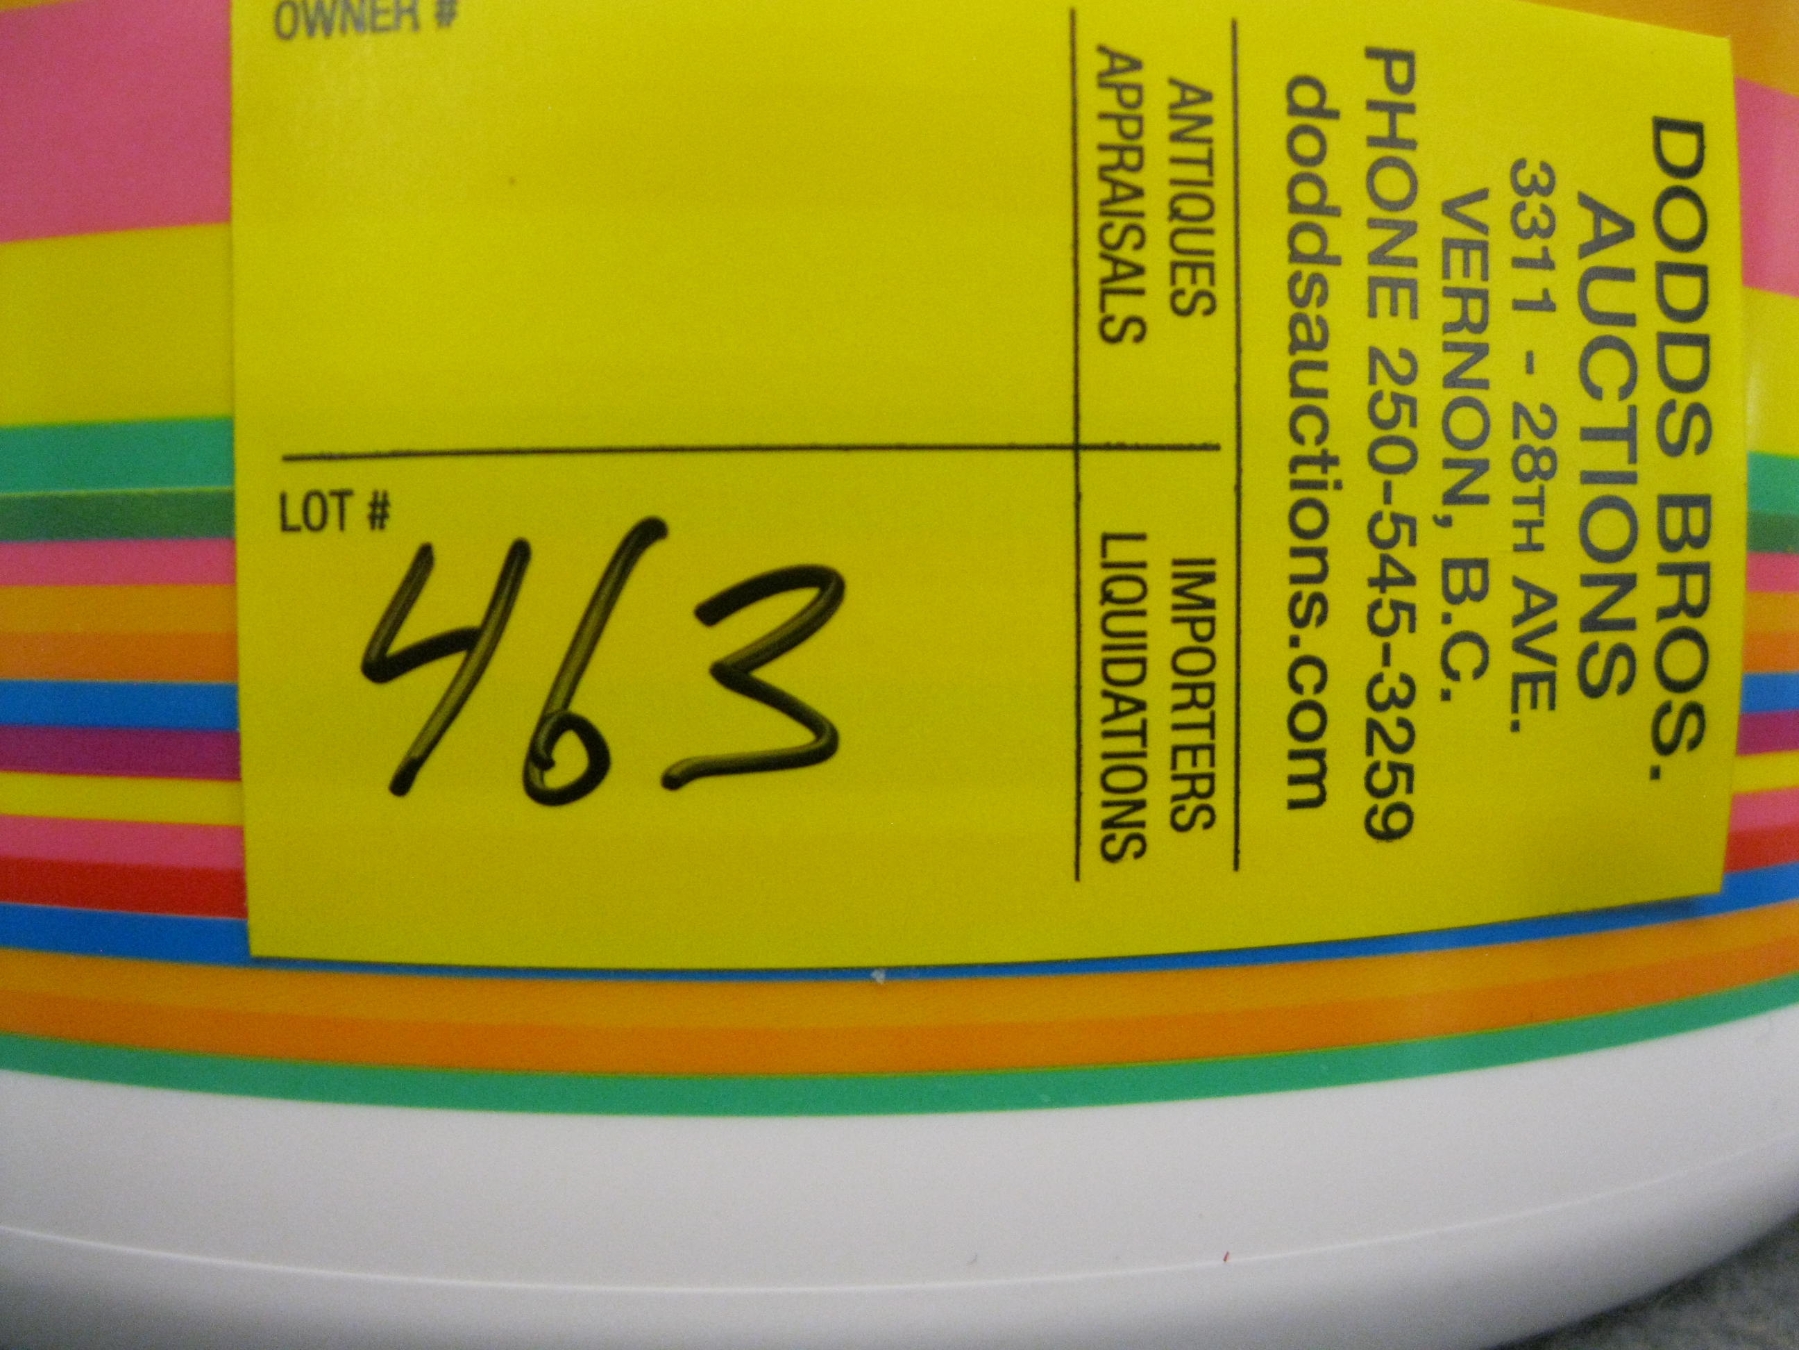 DODDS BROS.
AUCTIONS
3311 - 28TH AVE.
VERNON, B.C.
PHONE 250-545-3259
doddsauctions.com
ANTIQUES
APPRAISALS
IMPORTERS
LIQUIDATIONS
OWNER #
LOT #
463